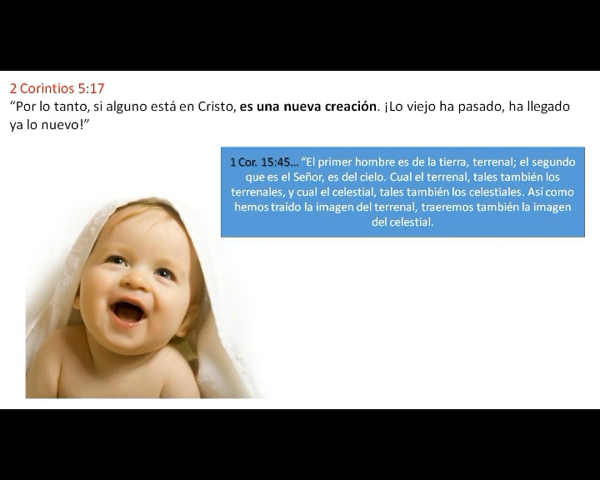 2 Corintios 5:17
“Por lo tanto, si alguno está en Cristo, es una nueva creación. ¡Lo viejo ha pasado, ha llegado
ya lo nuevo!”
1 Cor. 15:45... “El primer hombre es de la tierra, terrenal; el segundo
que es el Señor, es del cielo. Cual el terrenal, tales también los
terrenales, y cual el celestial, tales también los celestiales. Así como
hemos traído la imagen del terrenal, traeremos también la imagen
del celestial.